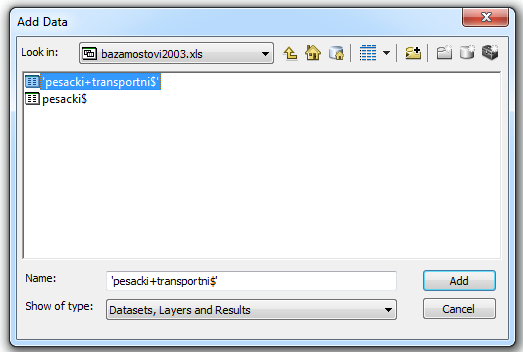 Add Data
Look in: bazamostovi2003.xls
'pesacki+transportni$'
pesacki$
Name: 'pesacki+transportni$' Add
Show of type: Datasets, Layers and Results Cancel